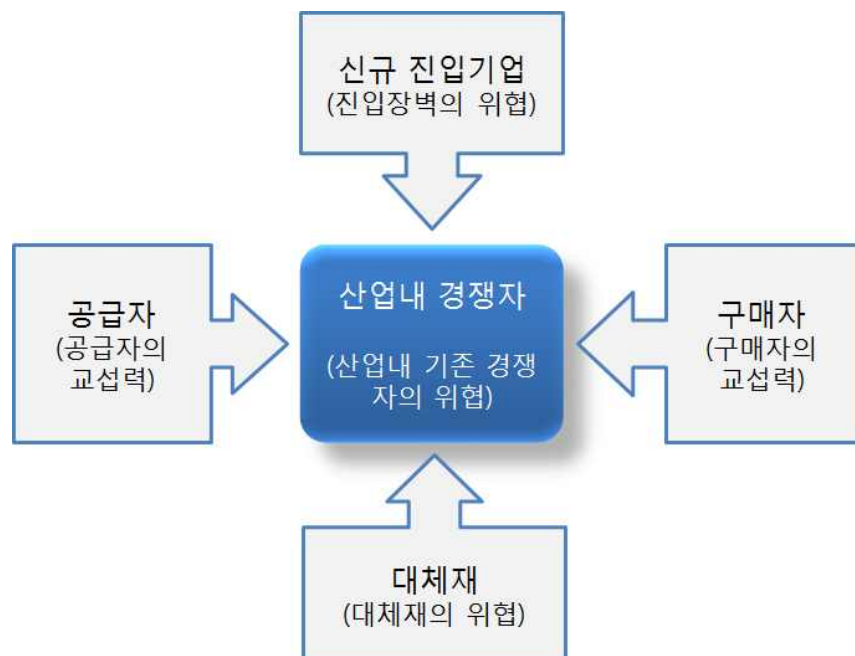 신규 진입기업
(진입장벽의 위협)
공급자
(공급자의
교섭력)
산업내 경쟁자
(산업내 기존 경쟁
자의 위협)
구매자
(구매자의
교섭력)
대체재
(대체재의 위협)